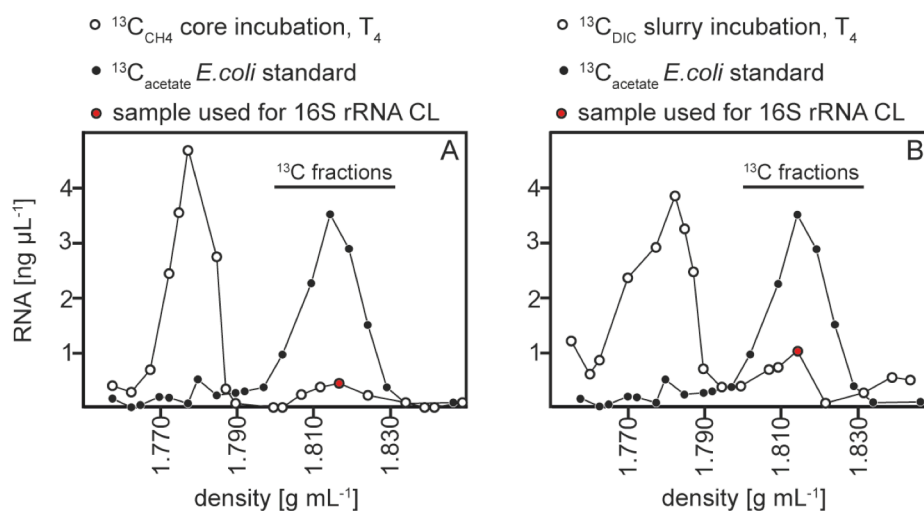 ¹³C_CH4 core incubation, T₄
¹³C_acetate E.coli standard
sample used for 16S rRNA CL
¹³C_DIC slurry incubation, T₄
¹³C_acetate E.coli standard
sample used for 16S rRNA CL
A
¹³C fractions
B
¹³C fractions
RNA [ng µL⁻¹]
4
3
2
1
4
3
2
1
1.770
1.790
1.810
1.830
1.770
1.790
1.810
1.830
density [g mL⁻¹]
density [g mL⁻¹]